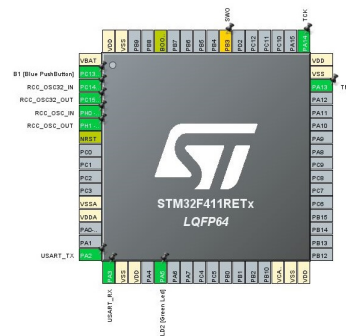 SWO
TCK
VDD
VSS
PB9
PB8
BOO..
PB7
PB6
PB5
PB4
PB3
PD2
PC12
PC11
PC10
PA15
PA14
VBAT
VDD
VSS
B1 [Blue PushButton]
PC13..
PA13
RCC_OSC32_IN
PC14..
PA12
RCC_OSC32_OUT
PC15..
PA11
RCC_OSC_IN
PH0-..
PA10
RCC_OSC_OUT
PH1-..
PA9
NRST
PA8
PC0
PC9
PC1
PC8
PC2
PC7
PC3
PC6
VSSA
PB15
VDDA
PB14
PA0-..
PB13
PA1
PB12
USART_TX
PA2
STM32F411RETx
LQFP64
PA3
VSS
VDD
PA4
PA5
PA6
PA7
PC4
PC5
PB0
PB1
PB2
PB10
VCA..
VSS
VDD
USART_RX
LD2 [Green Led]